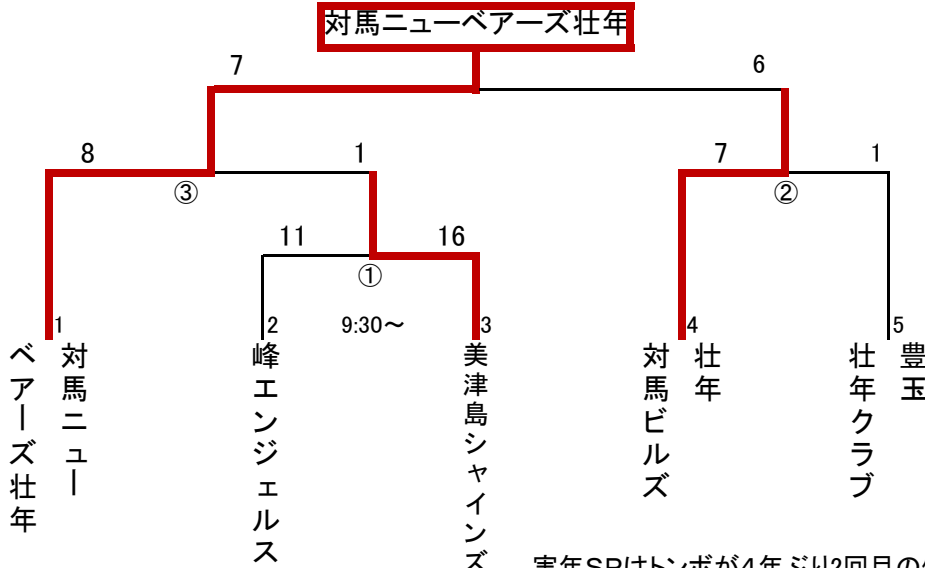 対馬ニューベアーズ壮年
7
6
8
1
7
1
③
②
11
16
①
9:30～
1
2
3
4
5
対馬ニュー
ベアーズ壮年
峰エンジェルス
美津島シャインズ
壮年
対馬ビルズ
豊玉
壮年クラブ